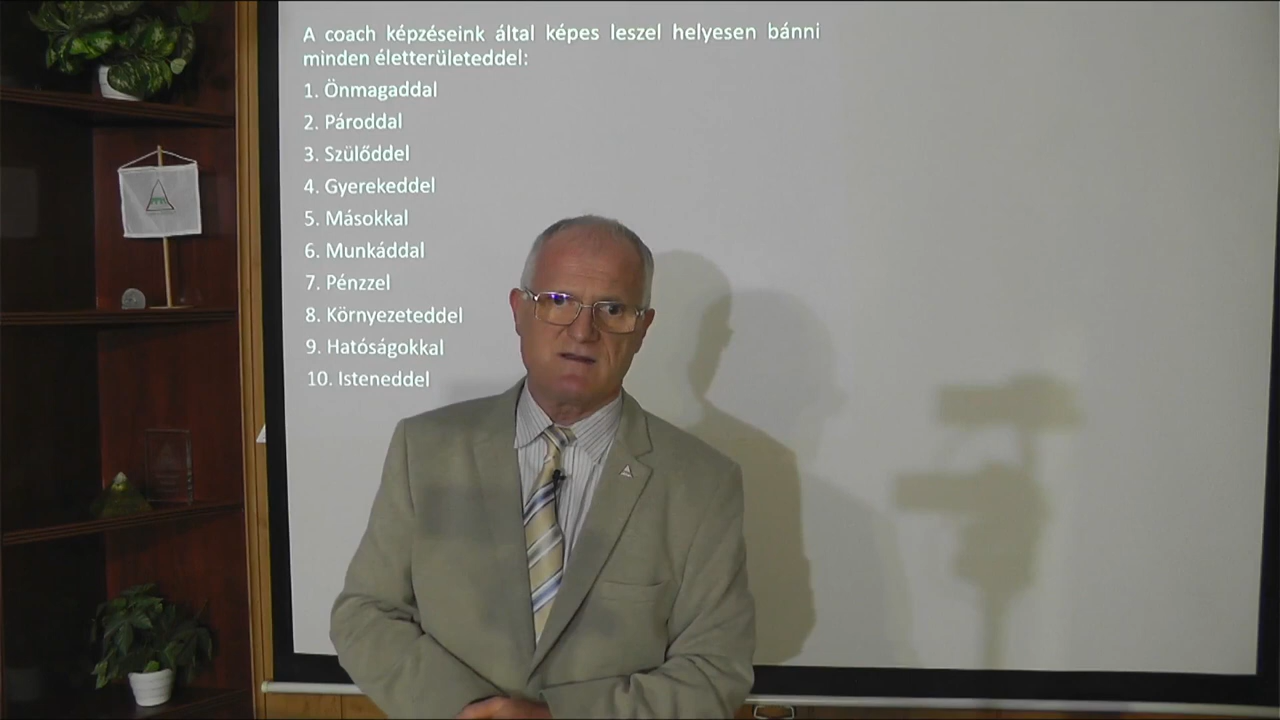 A coach képzéseink által képes leszel helyesen bánni
minden életterületeddel:
1. Önmagaddal
2. Pároddal
3. Szülőddel
4. Gyerekeddel
5. Másokkal
6. Munkáddal
7. Pénzzel
8. Környezeteddel
9. Hatóságokkal
10. Isteneddel